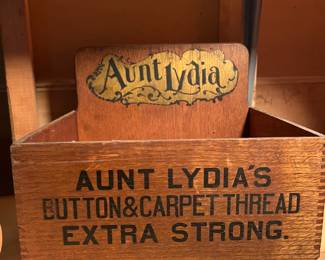 Aunt Lydia
AUNT LYDIA'S
BUTTON & CARPET THREAD
EXTRA STRONG.